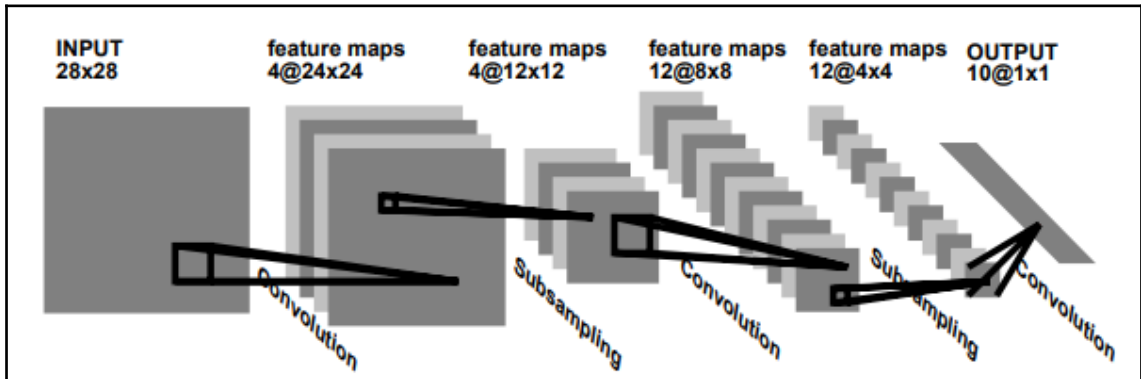 INPUT
28x28
feature maps
4@24x24
feature maps
4@12x12
feature maps
12@8x8
feature maps
12@4x4
OUTPUT
10@1x1
Convolution
Subsampling
Convolution
Subsampling
Convolution